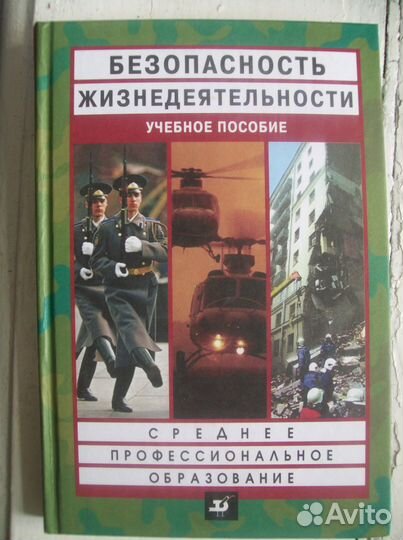 БЕЗОПАСНОСТЬ
ЖИЗНЕДЕЯТЕЛЬНОСТИ
УЧЕБНОЕ ПОСОБИЕ
СРЕДНЕЕ
ПРОФЕССИОНАЛЬНОЕ
ОБРАЗОВАНИЕ
Avito